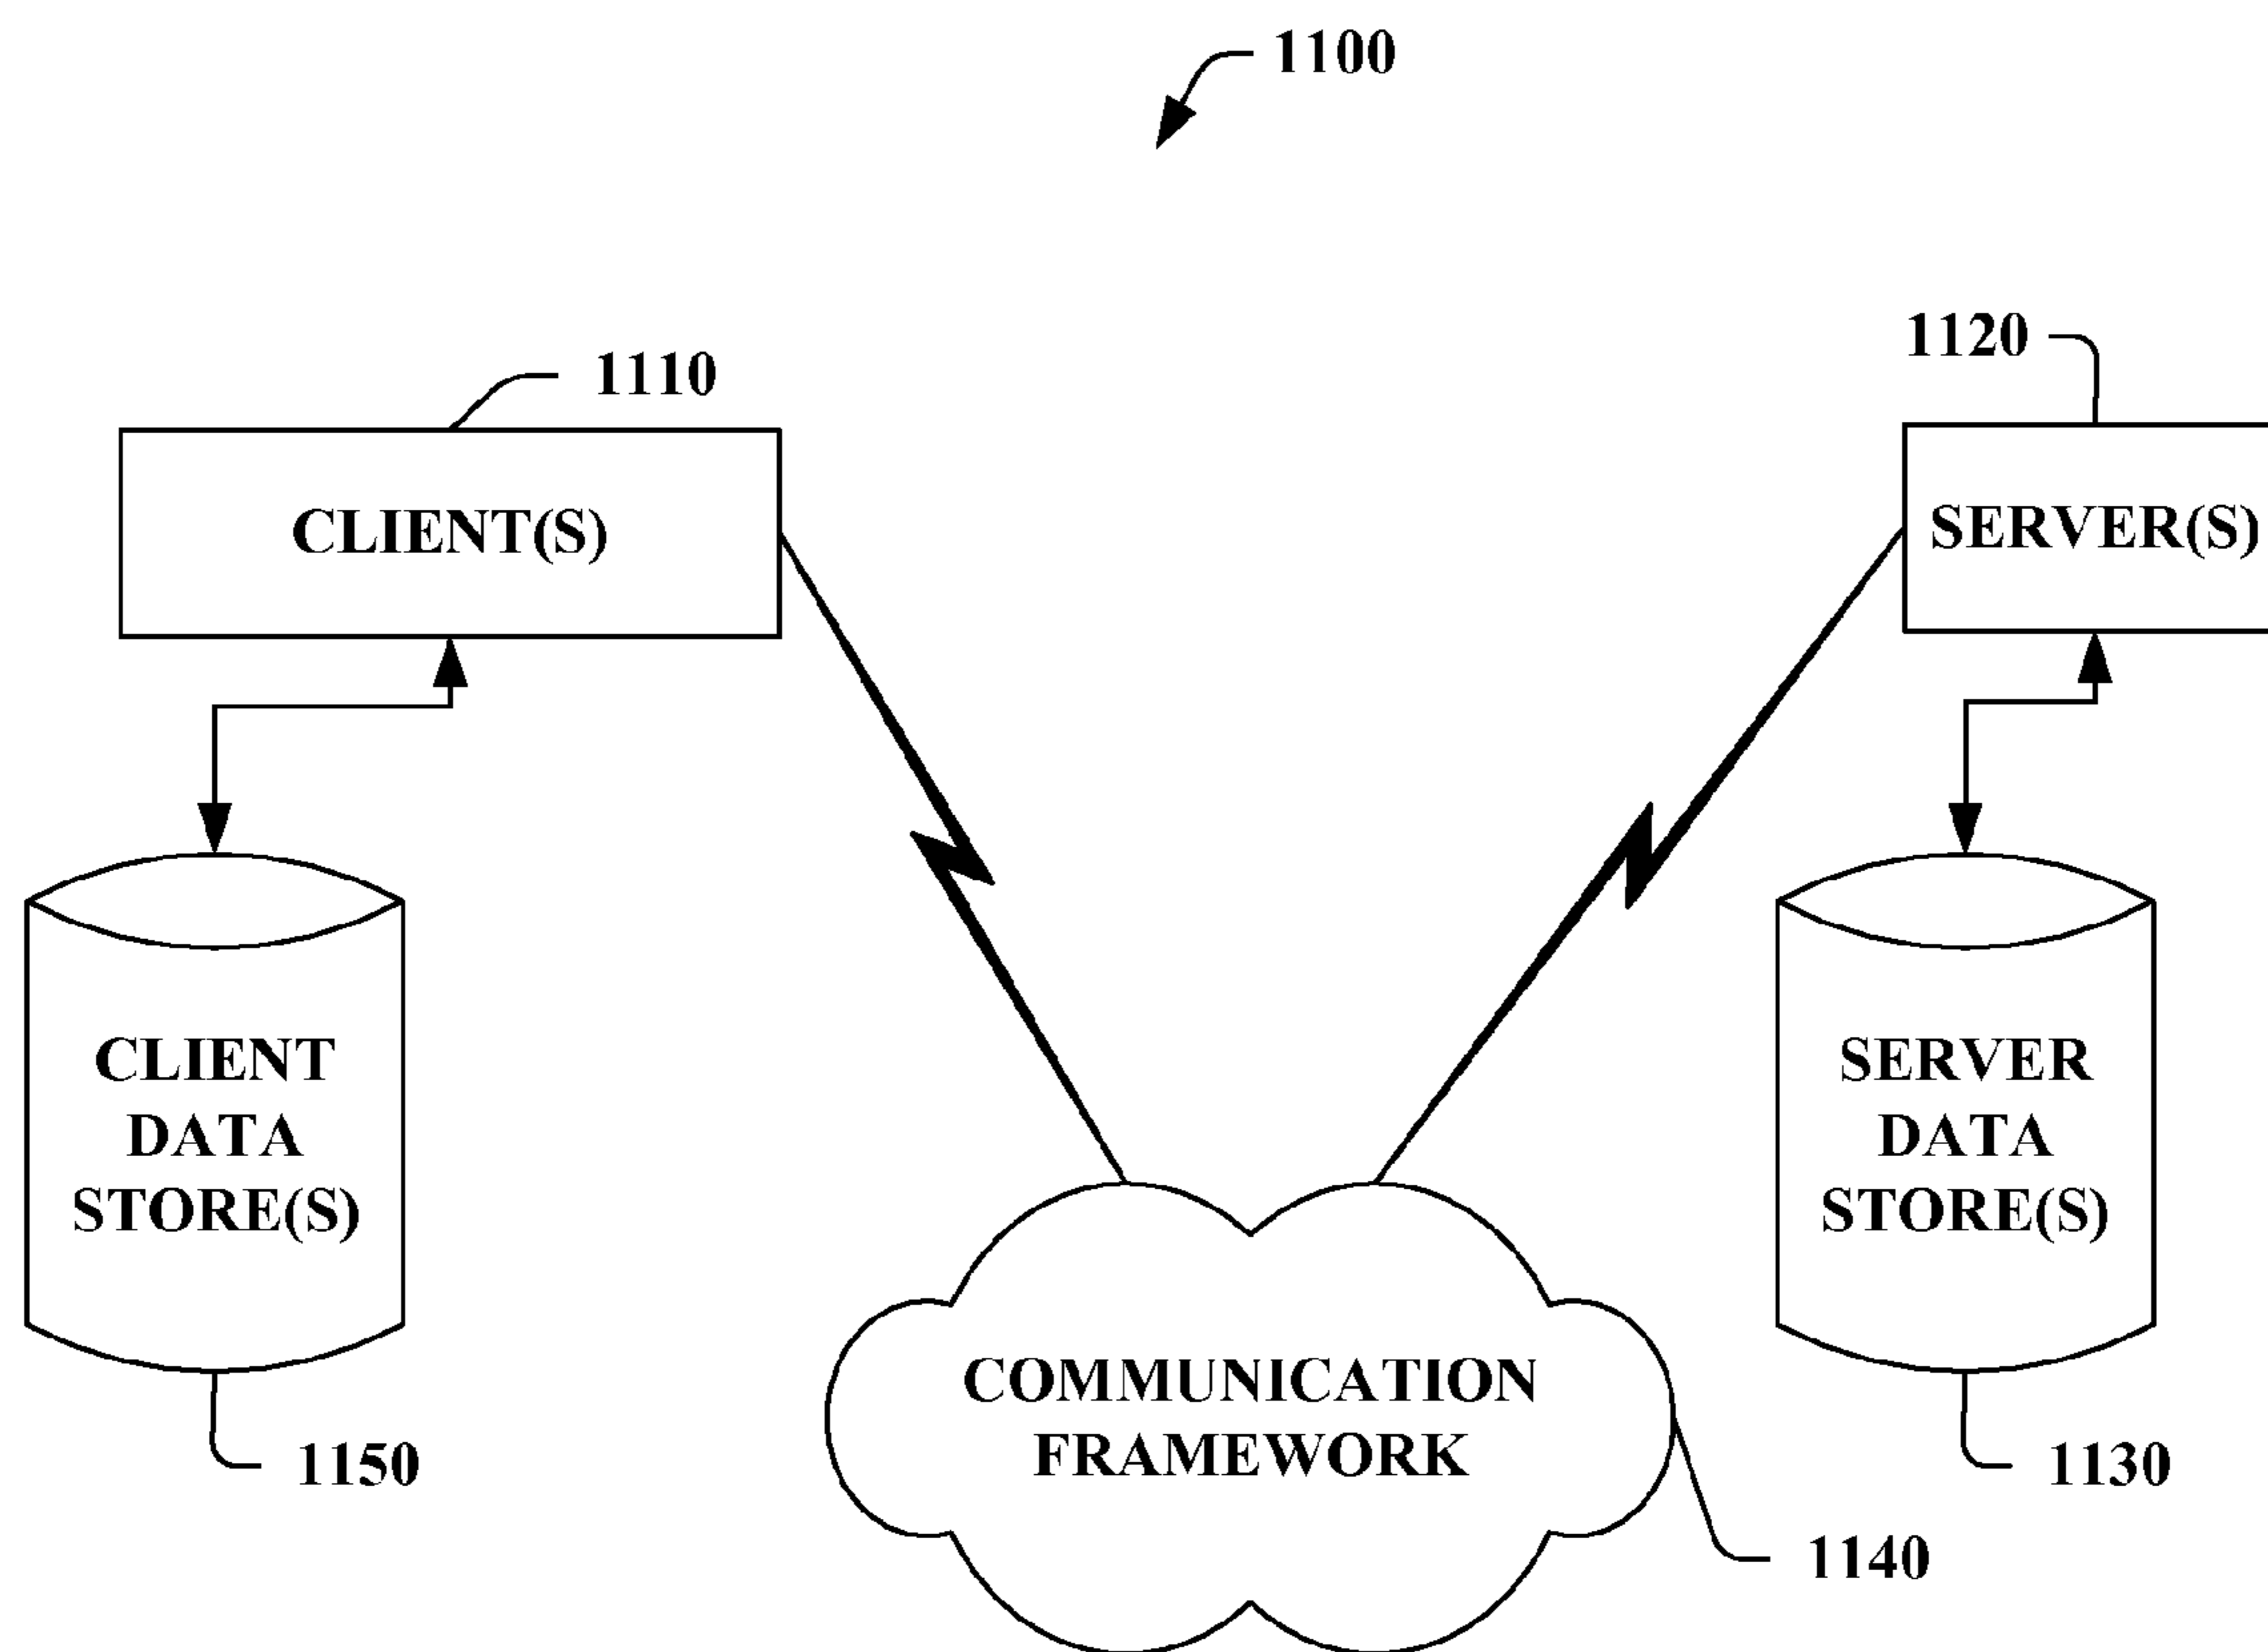 1100
1110
1120
CLIENT(S)
SERVER(S)
CLIENT
DATA
STORE(S)
SERVER
DATA
STORE(S)
COMMUNICATION
FRAMEWORK
1150
1130
1140